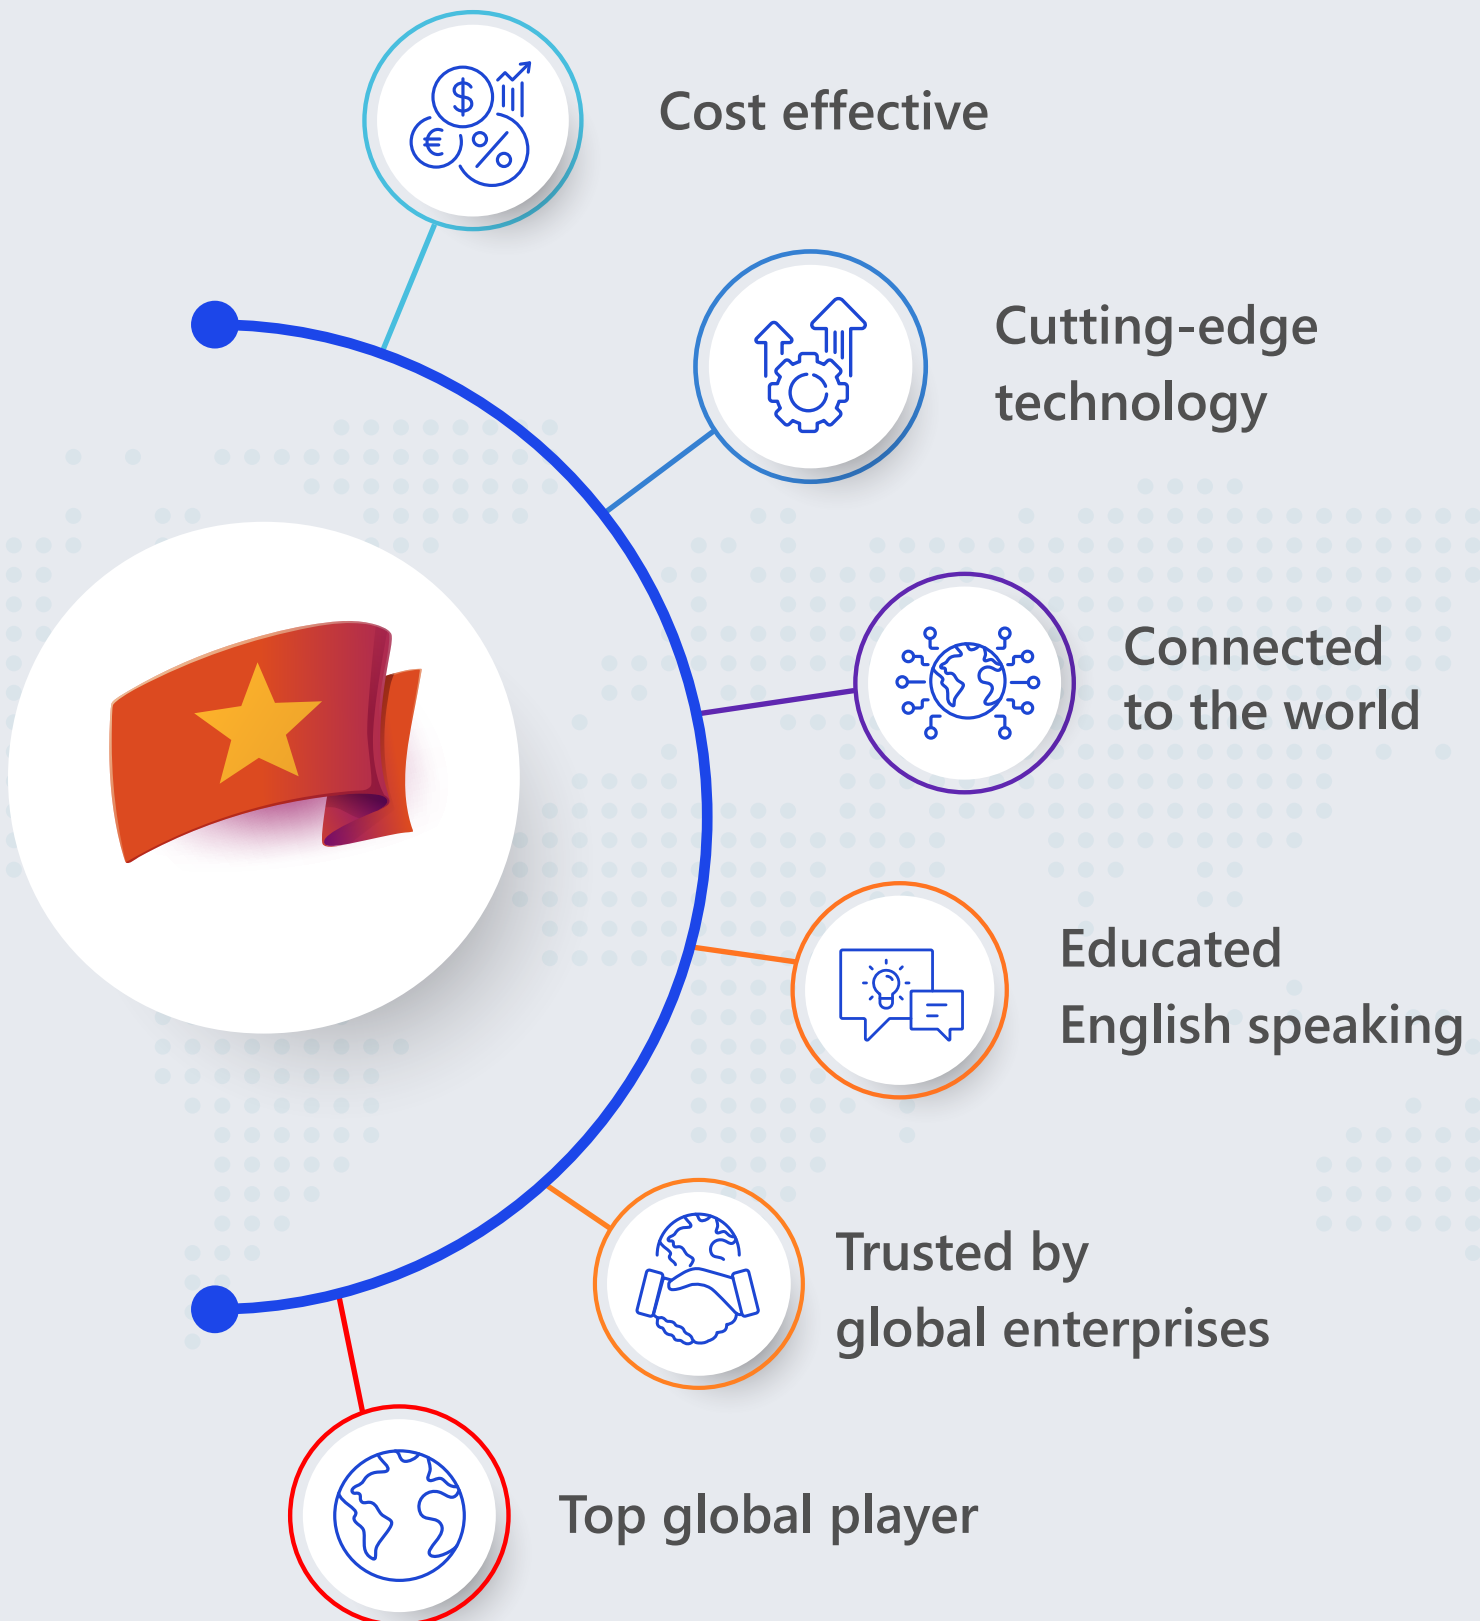 Cost effective
Cutting-edge
technology
Connected
to the world
Educated
English speaking
Trusted by
global enterprises
Top global player